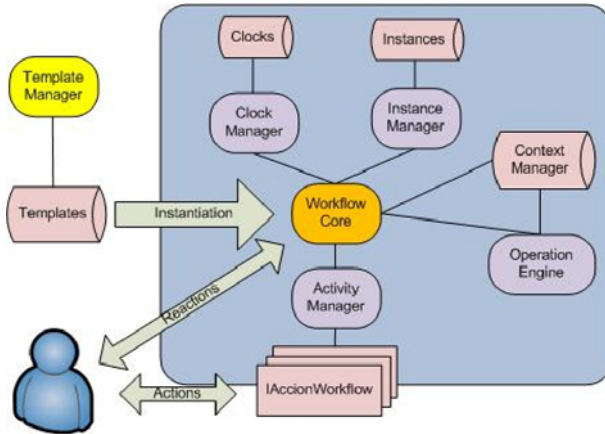 Clocks
Instances
Template
Manager
Clock
Manager
Instance
Manager
Context
Manager
Templates
Instantiation
Workflow
Core
Operation
Engine
Reactions
Activity
Manager
Actions
IAccionWorkflow